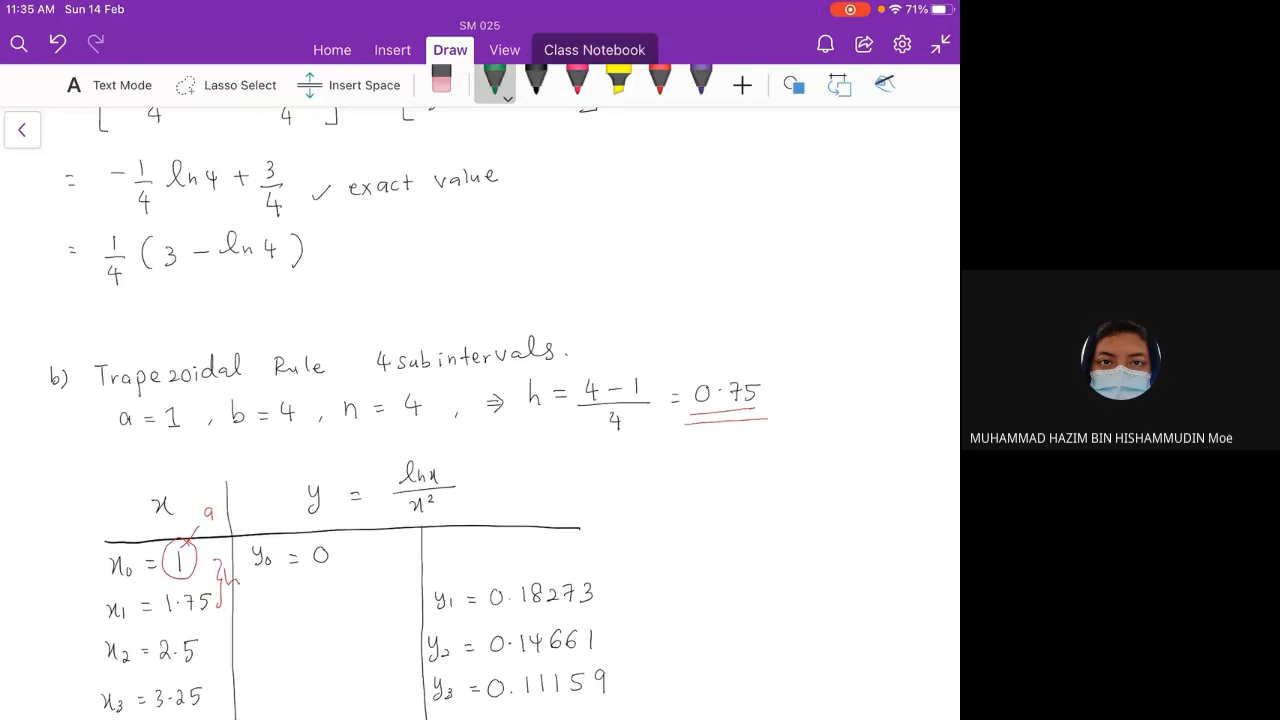 11:35 AM Sun 14 Feb
71%
SM 025
Home Insert Draw View Class Notebook
A Text Mode Lasso Select Insert Space
4 4
= -1/4 ln 4 + 3/4 ✓ exact value
= 1/4 (3 - ln 4)
b) Trapezoidal Rule 4 subintervals.
a = 1 , b = 4 , n = 4 , ⇒ h = (4 - 1)/4 = 0.75
x y = ln x / x²
a
x0 = 1 y0 = 0
h
x1 = 1.75 y1 = 0.18273
x2 = 2.5 y2 = 0.14661
x3 = 3.25 y3 = 0.11159
MUHAMMAD HAZIM BIN HISHAMMUDIN Moe